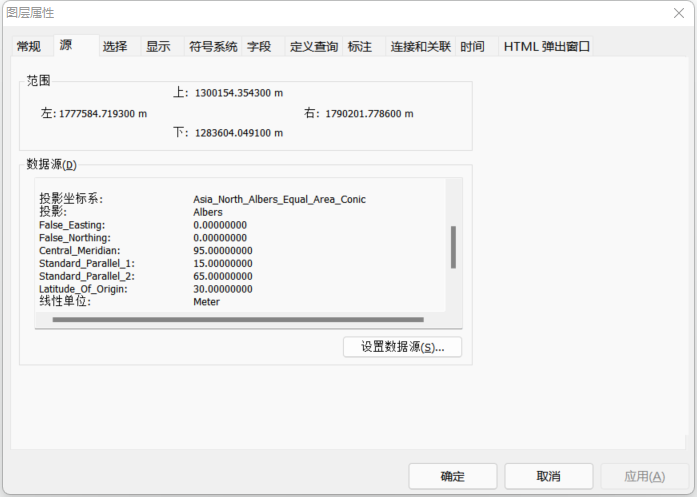 图层属性
常规 源 选择 显示 符号系统 字段 定义查询 标注 连接和关联 时间 HTML 弹出窗口
范围
上: 1300154.354300 m
左: 1777584.719300 m 右: 1790201.778600 m
下: 1283604.049100 m
数据源(D)
投影坐标系: Asia_North_Albers_Equal_Area_Conic
投影: Albers
False_Easting: 0.00000000
False_Northing: 0.00000000
Central_Meridian: 95.00000000
Standard_Parallel_1: 15.00000000
Standard_Parallel_2: 65.00000000
Latitude_Of_Origin: 30.00000000
线性单位: Meter
设置数据源(S)...
确定 取消 应用(A)